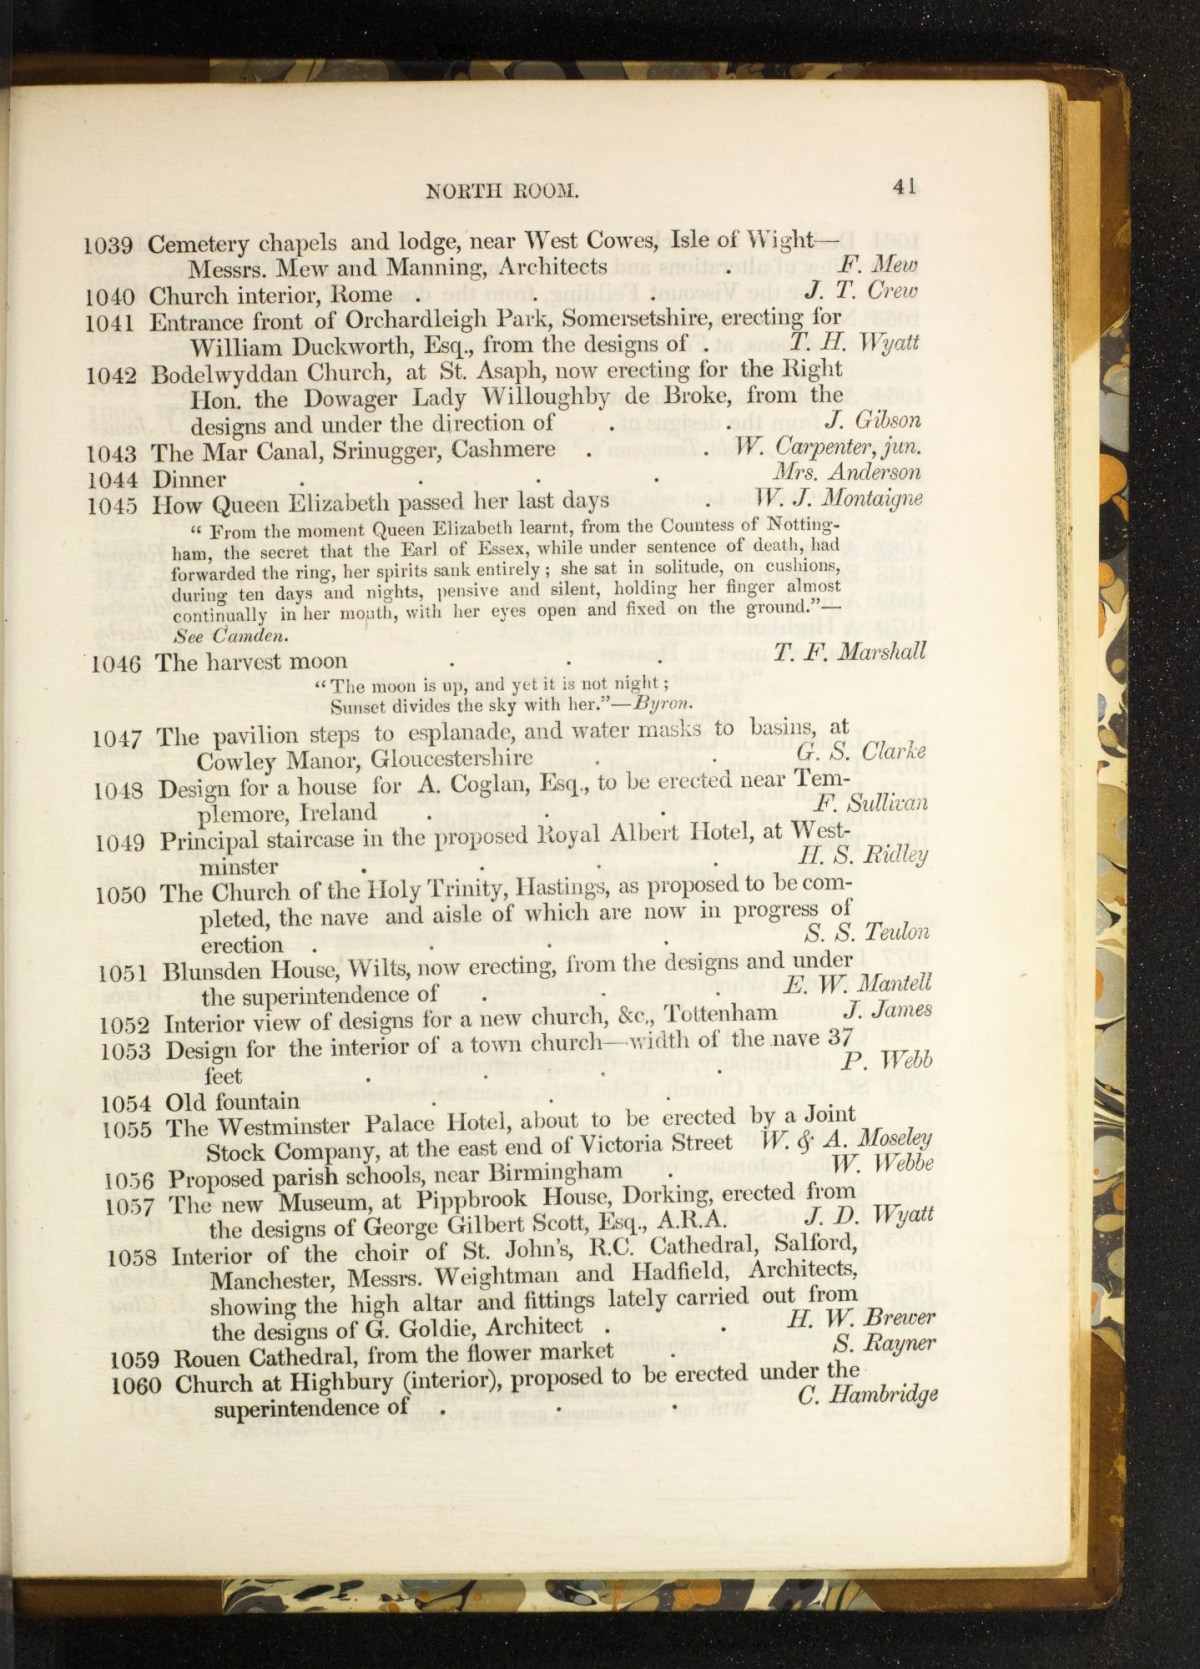 NORTH ROOM. 41
1039 Cemetery chapels and lodge, near West Cowes, Isle of Wight—
Messrs. Mew and Manning, Architects . F. Mew
1040 Church interior, Rome . . . J. T. Crew
1041 Entrance front of Orchardleigh Park, Somersetshire, erecting for
William Duckworth, Esq., from the designs of . T. H. Wyatt
1042 Bodelwyddan Church, at St. Asaph, now erecting for the Right
Hon. the Dowager Lady Willoughby de Broke, from the
designs and under the direction of . . J. Gibson
1043 The Mar Canal, Srinugger, Cashmere . . W. Carpenter, jun.
1044 Dinner . . . . Mrs. Anderson
1045 How Queen Elizabeth passed her last days . W. J. Montaigne
“ From the moment Queen Elizabeth learnt, from the Countess of Notting-
ham, the secret that the Earl of Essex, while under sentence of death, had
forwarded the ring, her spirits sank entirely ; she sat in solitude, on cushions,
during ten days and nights, pensive and silent, holding her finger almost
continually in her mouth, with her eyes open and fixed on the ground.”—
See Camden.
1046 The harvest moon . . . T. F. Marshall
“ The moon is up, and yet it is not night ;
Sunset divides the sky with her.”—Byron.
1047 The pavilion steps to esplanade, and water masks to basins, at
Cowley Manor, Gloucestershire . . G. S. Clarke
1048 Design for a house for A. Coglan, Esq., to be erected near Tem-
plemore, Ireland . . . F. Sullivan
1049 Principal staircase in the proposed Royal Albert Hotel, at West-
minster . . . . H. S. Ridley
1050 The Church of the Holy Trinity, Hastings, as proposed to be com-
pleted, the nave and aisle of which are now in progress of
erection . . . . S. S. Teulon
1051 Blunsden House, Wilts, now erecting, from the designs and under
the superintendence of . . . E. W. Mantell
1052 Interior view of designs for a new church, &c., Tottenham J. James
1053 Design for the interior of a town church—width of the nave 37
feet . . . . P. Webb
1054 Old fountain . . .
1055 The Westminster Palace Hotel, about to be erected by a Joint
Stock Company, at the east end of Victoria Street W. & A. Moseley
1056 Proposed parish schools, near Birmingham . W. Webbe
1057 The new Museum, at Pippbrook House, Dorking, erected from
the designs of George Gilbert Scott, Esq., A.R.A. J. D. Wyatt
1058 Interior of the choir of St. John’s, R.C. Cathedral, Salford,
Manchester, Messrs. Weightman and Hadfield, Architects,
showing the high altar and fittings lately carried out from
the designs of G. Goldie, Architect . . H. W. Brewer
1059 Rouen Cathedral, from the flower market . S. Rayner
1060 Church at Highbury (interior), proposed to be erected under the
superintendence of . . . C. Hambridge